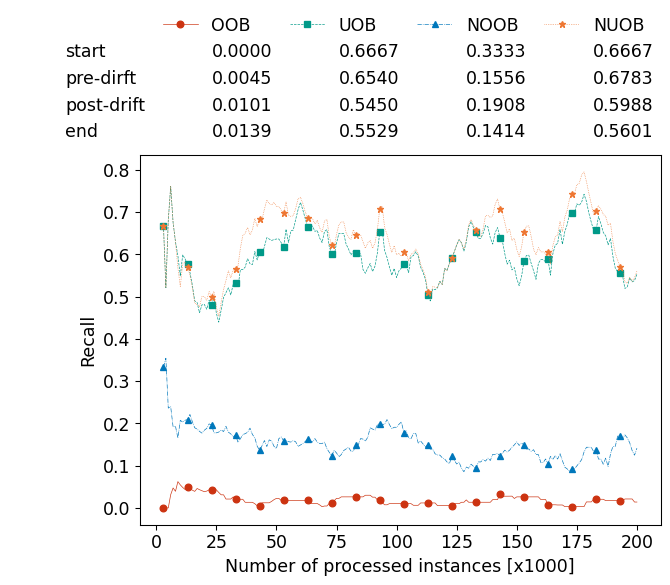 OOB UOB NOOB NUOB
start 0.0000 0.6667 0.3333 0.6667
pre-dirft 0.0045 0.6540 0.1556 0.6783
post-drift 0.0101 0.5450 0.1908 0.5988
end 0.0139 0.5529 0.1414 0.5601
0.8
0.7
0.6
0.5
0.4
0.3
0.2
0.1
0.0
Recall
0 25 50 75 100 125 150 175 200
Number of processed instances [x1000]